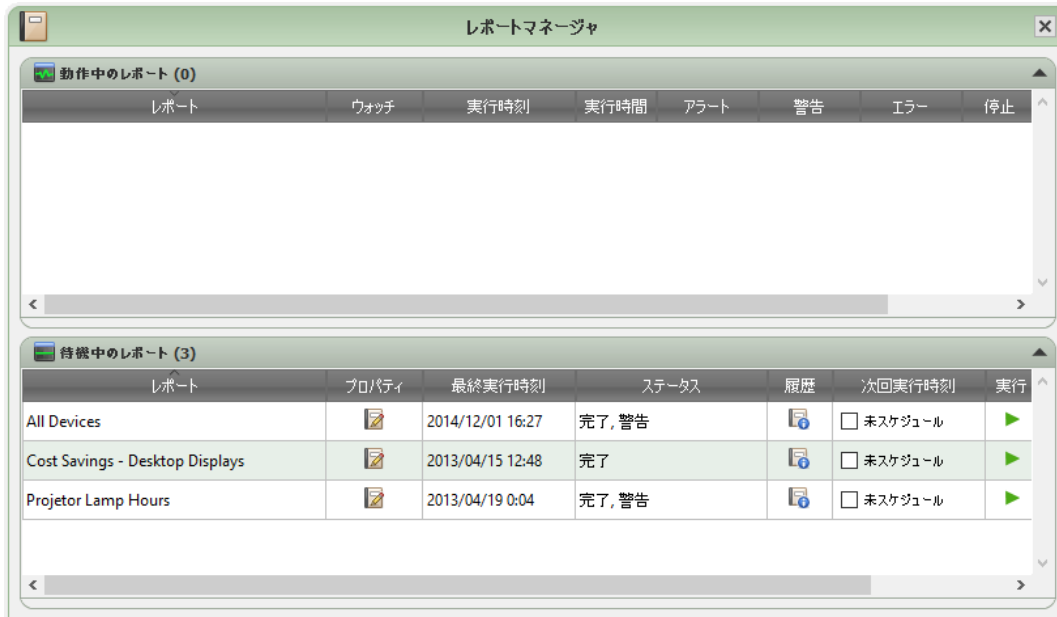 レポートマネージャ
動作中のレポート (0)
レポート ウォッチ 実行時刻 実行時間 アラート 警告 エラー 停止
待機中のレポート (3)
レポート プロパティ 最終実行時刻 ステータス 履歴 次回実行時刻 実行
All Devices 2014/12/01 16:27 完了, 警告 未スケジュール
Cost Savings - Desktop Displays 2013/04/15 12:48 完了 未スケジュール
Projetor Lamp Hours 2013/04/19 0:04 完了, 警告 未スケジュール